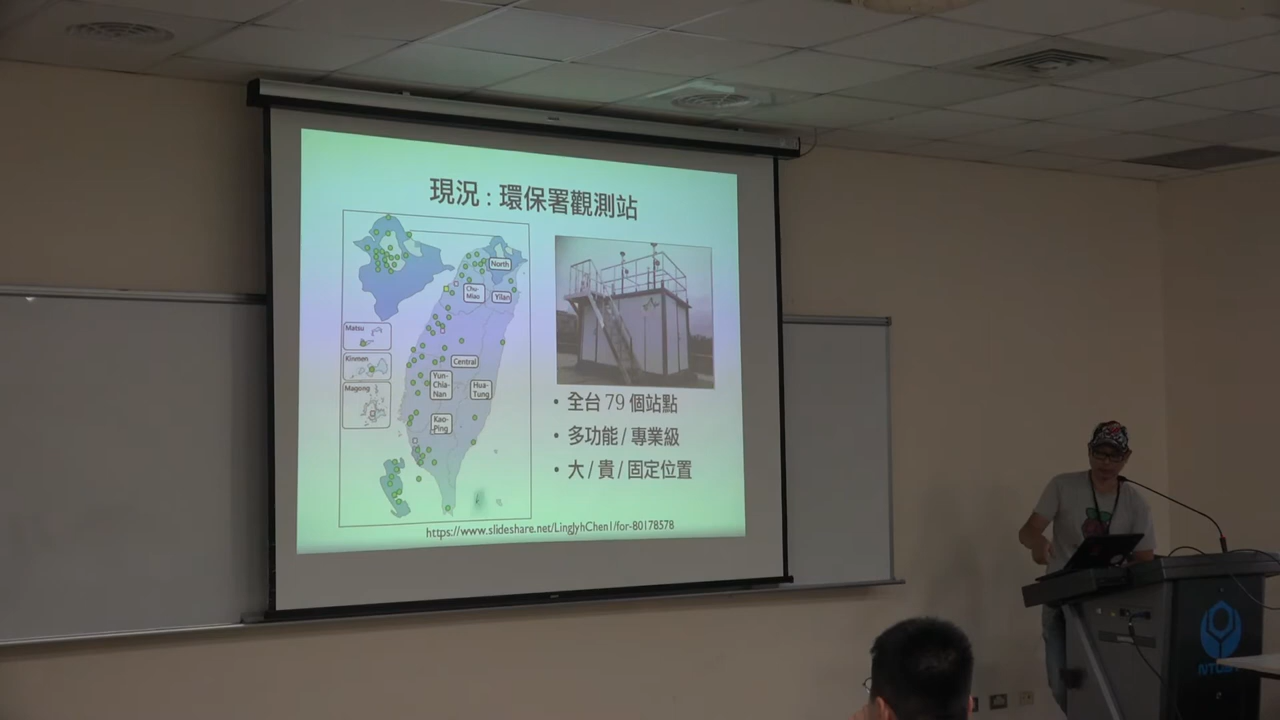 現況 : 環保署觀測站
North
Chu-
Miao
Yilan
Matsu
Kinmen
Magong
Central
Yun-
Chia-
Nan
Hua-
Tung
Kao-
Ping
• 全台 79 個站點
• 多功能 / 專業級
• 大 / 貴 / 固定位置
https://www.slideshare.net/LingJyhChen1/for-80178578
NTUST